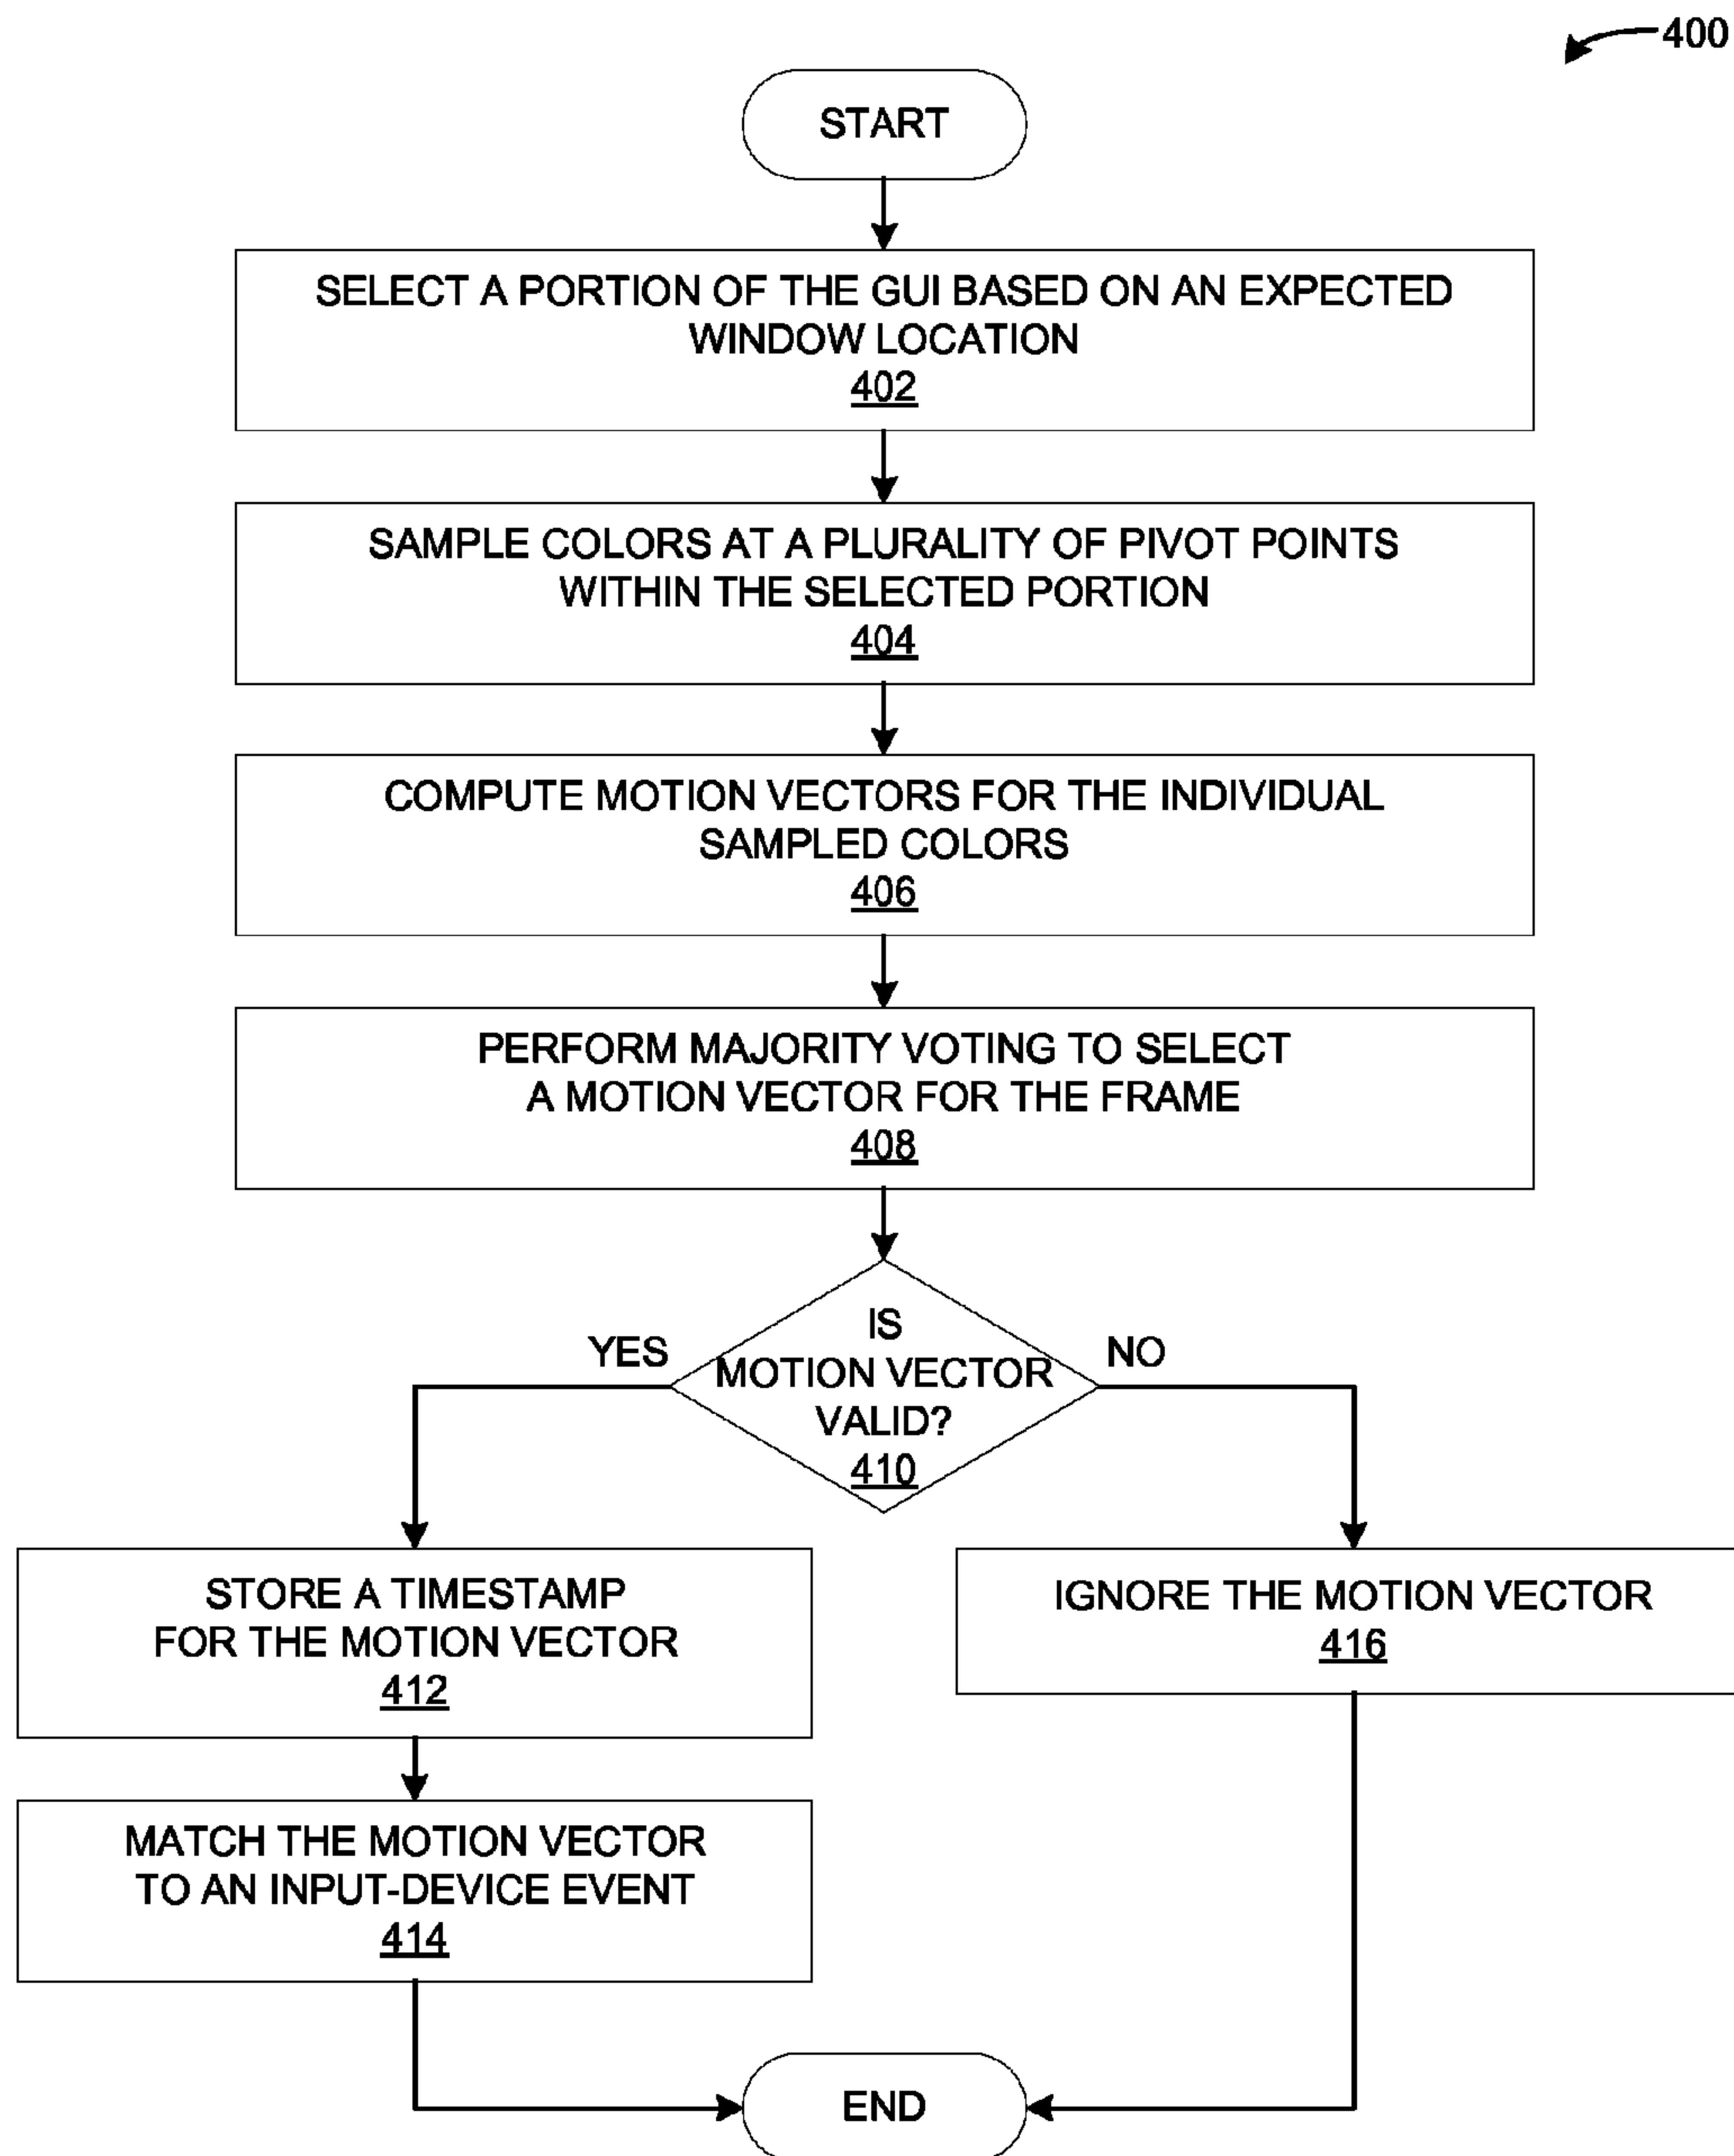 400
START
SELECT A PORTION OF THE GUI BASED ON AN EXPECTED
WINDOW LOCATION
402
SAMPLE COLORS AT A PLURALITY OF PIVOT POINTS
WITHIN THE SELECTED PORTION
404
COMPUTE MOTION VECTORS FOR THE INDIVIDUAL
SAMPLED COLORS
406
PERFORM MAJORITY VOTING TO SELECT
A MOTION VECTOR FOR THE FRAME
408
IS
MOTION VECTOR
VALID?
410
YES
NO
STORE A TIMESTAMP
FOR THE MOTION VECTOR
412
IGNORE THE MOTION VECTOR
416
MATCH THE MOTION VECTOR
TO AN INPUT-DEVICE EVENT
414
END